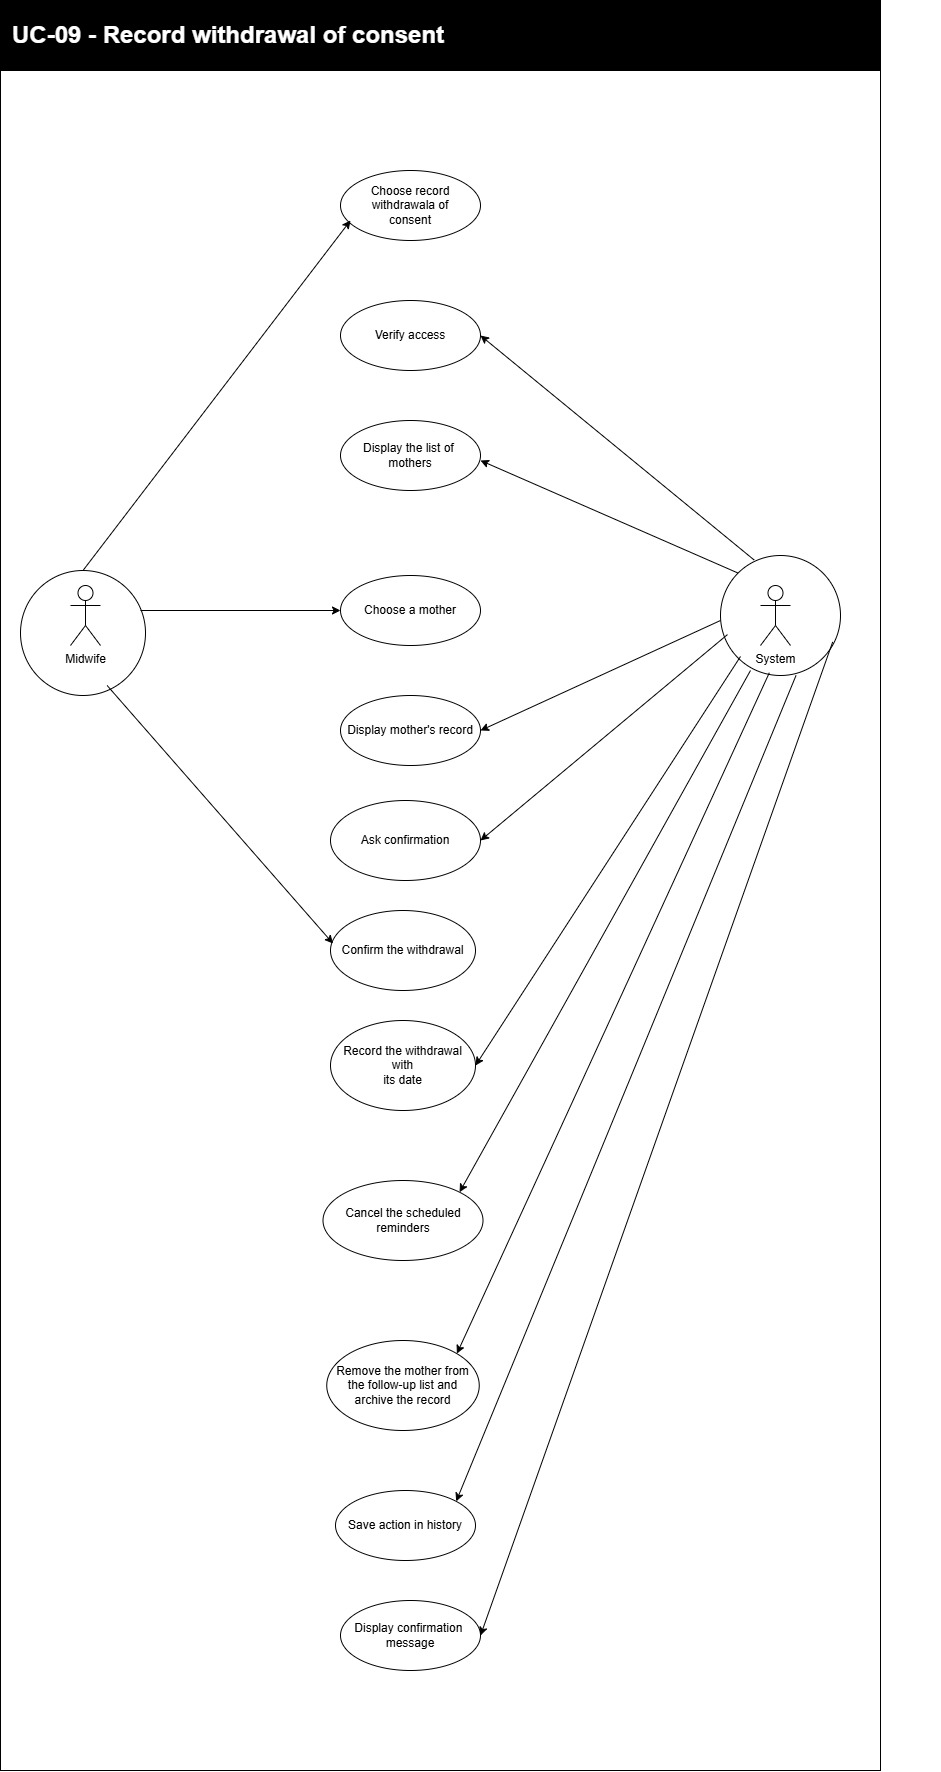 UC-09 - Record withdrawal of consent
Choose record
withdrawala of
consent
Verify access
Display the list of
mothers
Choose a mother
Midwife
System
Display mother's record
Ask confirmation
Confirm the withdrawal
Record the withdrawal
with
its date
Cancel the scheduled
reminders
Remove the mother from
the follow-up list and
archive the record
Save action in history
Display confirmation
message